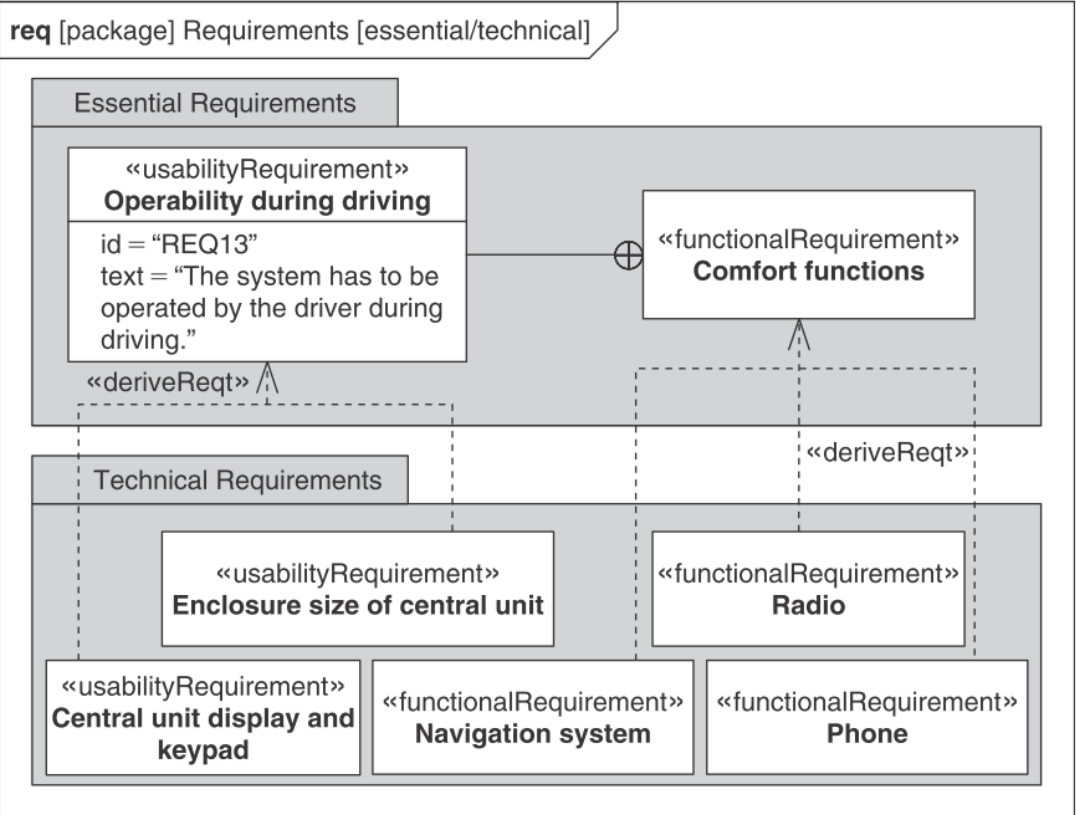 req [package] Requirements [essential/technical]
Essential Requirements
«usabilityRequirement»
Operability during driving
id = “REQ13”
text = “The system has to be
operated by the driver during
driving.”
«functionalRequirement»
Comfort functions
«deriveReqt»
«deriveReqt»
Technical Requirements
«usabilityRequirement»
Enclosure size of central unit
«functionalRequirement»
Radio
«usabilityRequirement»
Central unit display and
keypad
«functionalRequirement»
Navigation system
«functionalRequirement»
Phone